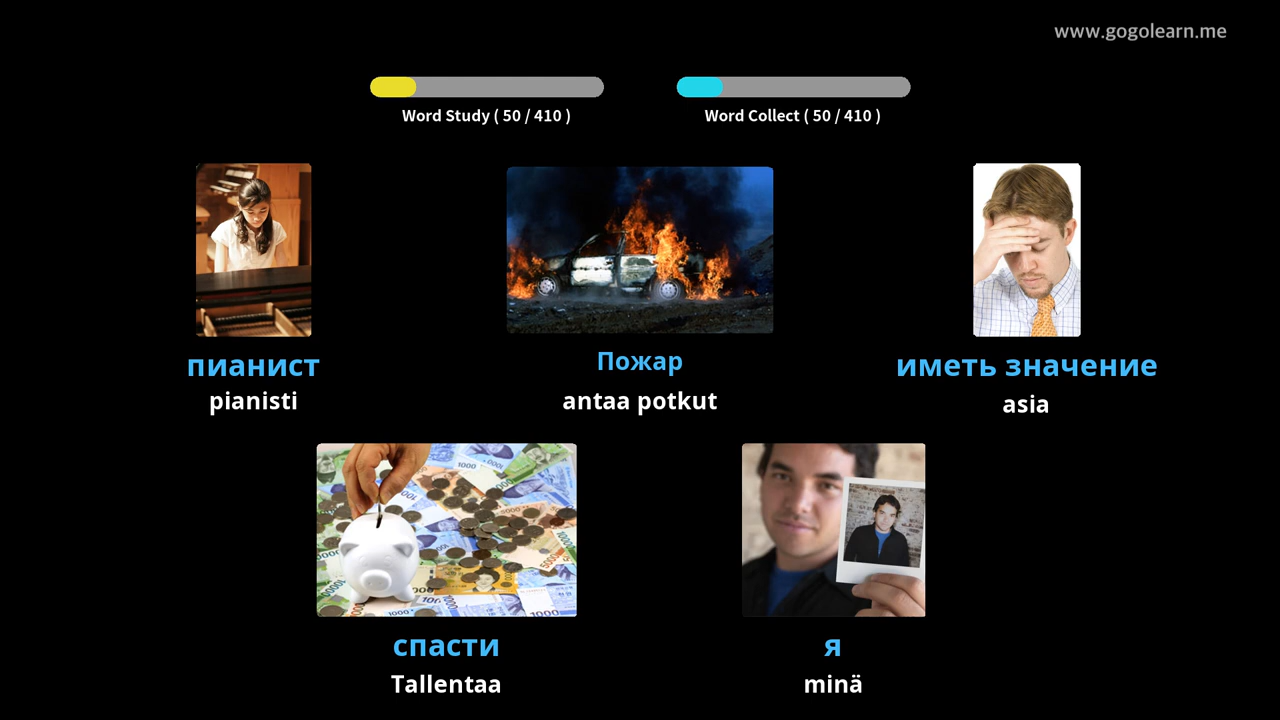 www.gogolearn.me
Word Study ( 50 / 410 )
Word Collect ( 50 / 410 )
пианист
pianisti
Пожар
antaa potkut
иметь значение
asia
спасти
Tallentaa
я
minä